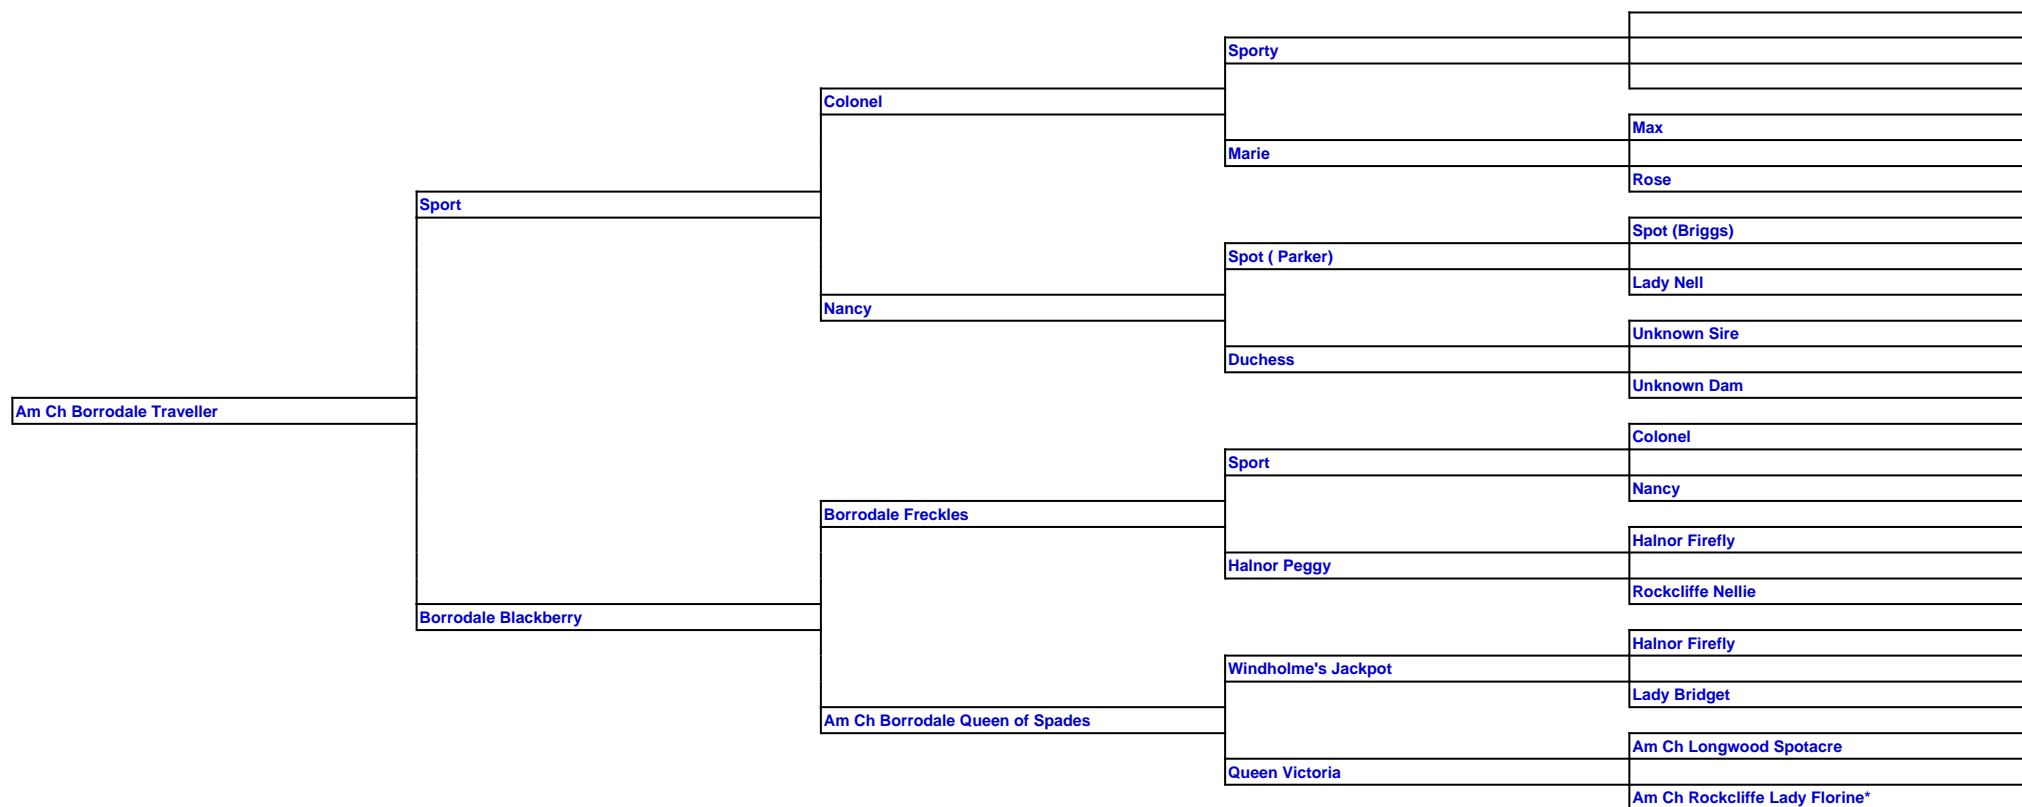 Sporty
Colonel
Max
Marie
Rose
Sport
Spot (Briggs)
Spot ( Parker)
Lady Nell
Nancy
Unknown Sire
Duchess
Unknown Dam
Am Ch Borrodale Traveller
Colonel
Sport
Nancy
Borrodale Freckles
Halnor Firefly
Halnor Peggy
Rockcliffe Nellie
Borrodale Blackberry
Halnor Firefly
Windholme's Jackpot
Lady Bridget
Am Ch Borrodale Queen of Spades
Am Ch Longwood Spotacre
Queen Victoria
Am Ch Rockcliffe Lady Florine*